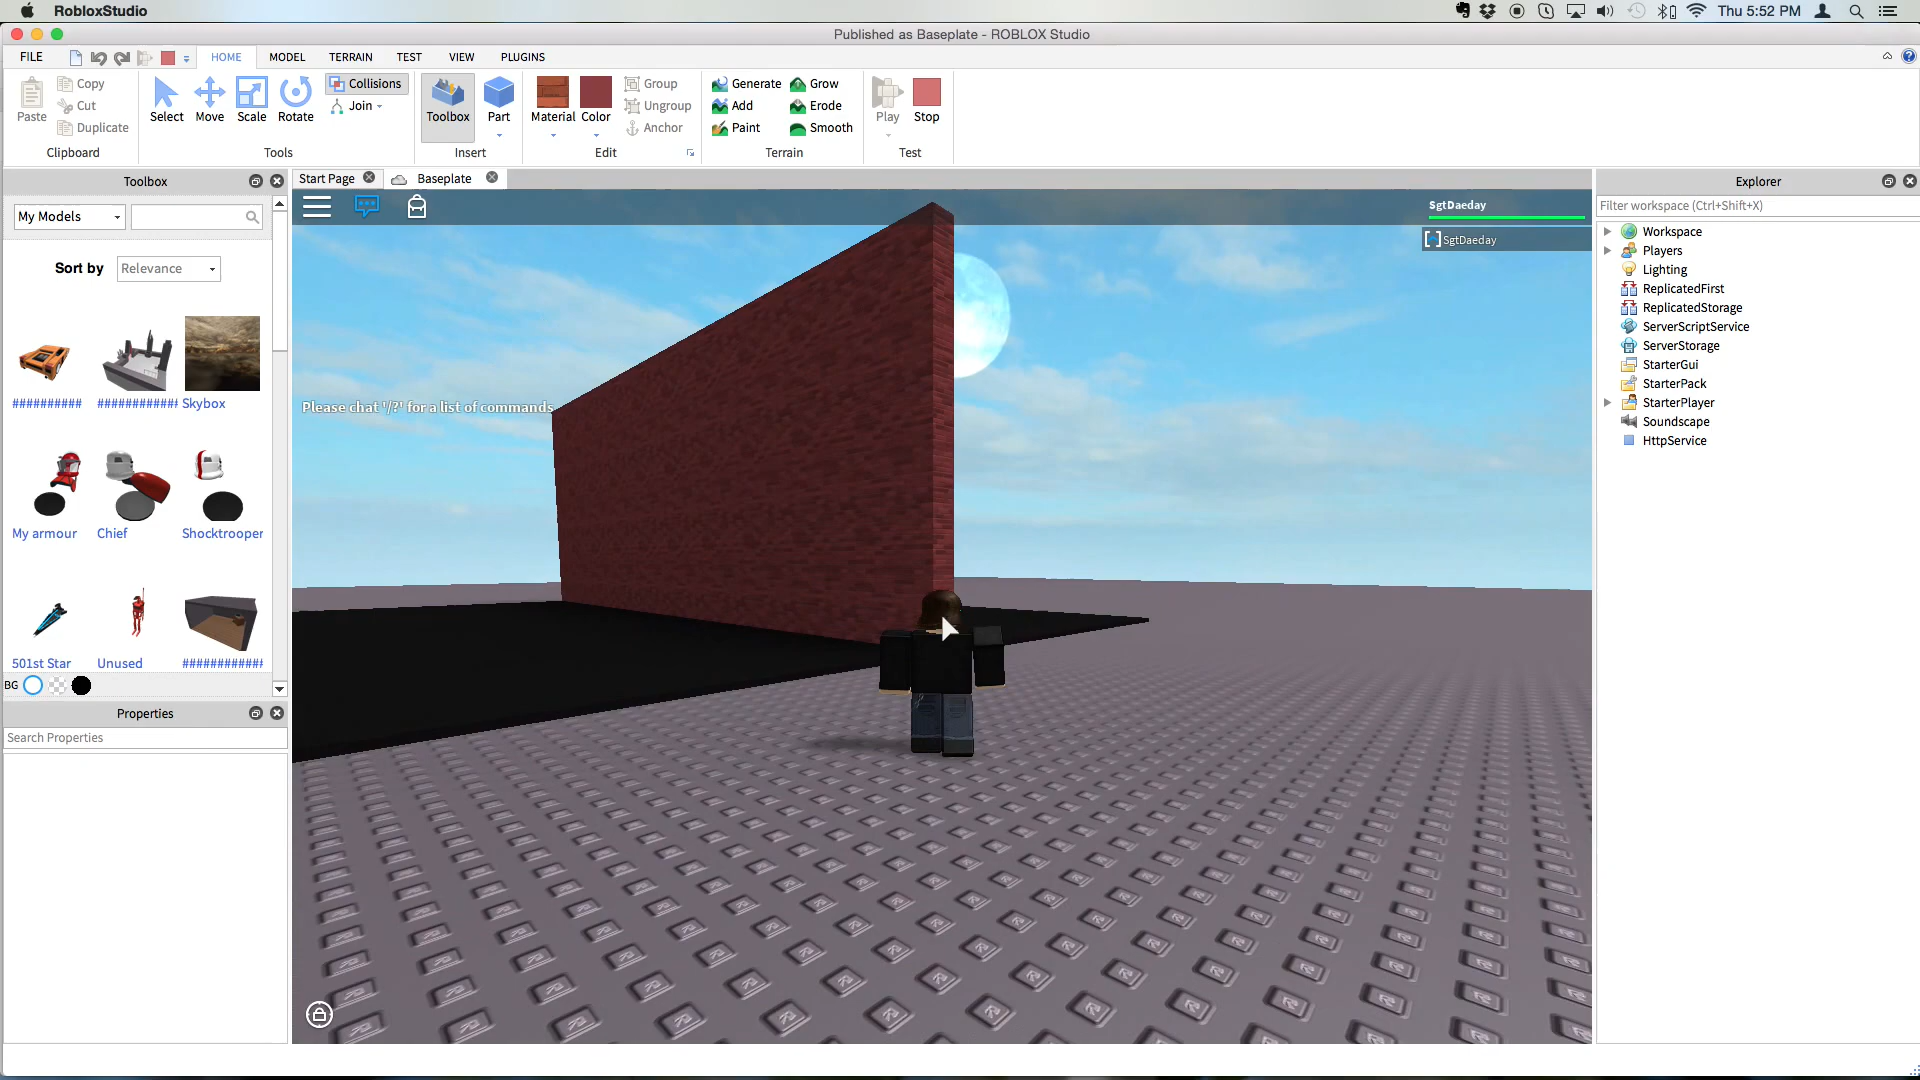 RobloxStudio
Thu 5:52 PM
Published as Baseplate - ROBLOX Studio
FILE HOME MODEL TERRAIN TEST VIEW PLUGINS
Paste
Copy
Cut
Duplicate
Clipboard
Select
Move
Scale
Rotate
Collisions
Join
Tools
Toolbox
Part
Insert
Material
Color
Group
Ungroup
Anchor
Edit
Generate
Add
Paint
Grow
Erode
Smooth
Terrain
Play
Stop
Test
Toolbox
My Models
Sort by Relevance
##########
############
Skybox
My armour
Chief
Shocktrooper
501st Star
Unused
############
BG
Properties
Search Properties
Start Page
Baseplate
SgtDaeday
SgtDaeday
Please chat '/?' for a list of commands
Explorer
Filter workspace (Ctrl+Shift+X)
Workspace
Players
Lighting
ReplicatedFirst
ReplicatedStorage
ServerScriptService
ServerStorage
StarterGui
StarterPack
StarterPlayer
Soundscape
HttpService